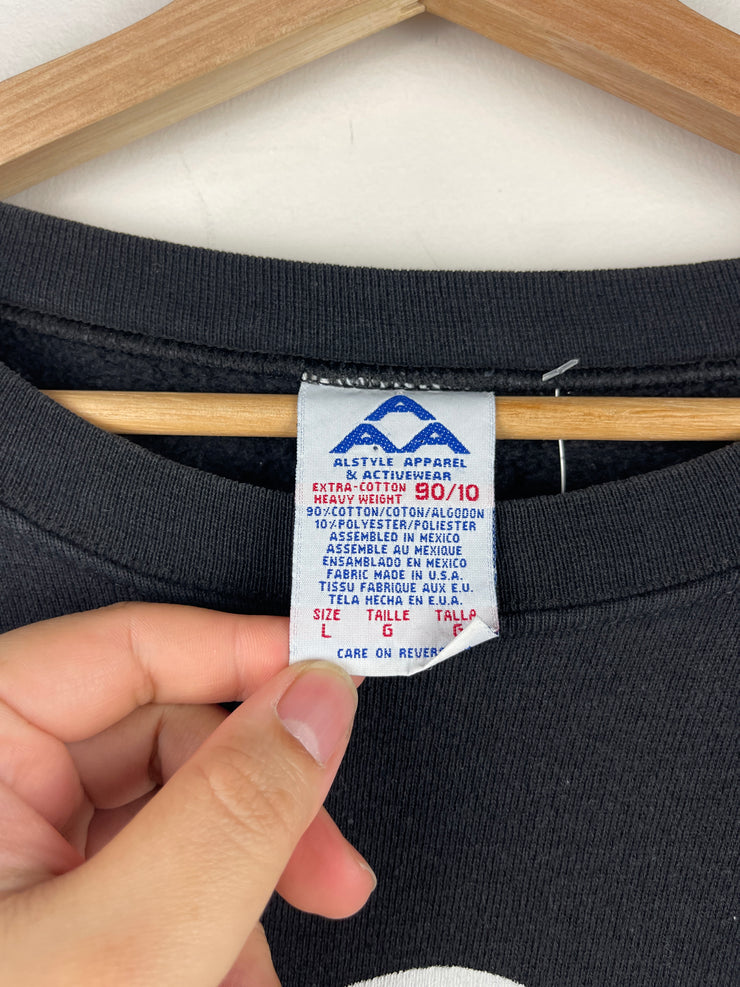 A
A A
ALSTYLE APPAREL
& ACTIVEWEAR
EXTRA-COTTON
HEAVY WEIGHT 90/10
90%COTTON/COTON/ALGODON
10%POLYESTER/POLIESTER
ASSEMBLED IN MEXICO
ASSEMBLE AU MEXIQUE
ENSAMBLADO EN MEXICO
FABRIC MADE IN U.S.A.
TISSU FABRIQUE AUX E.U.
TELA HECHA EN E.U.A.
SIZE TAILLE TALLA
L G G
CARE ON